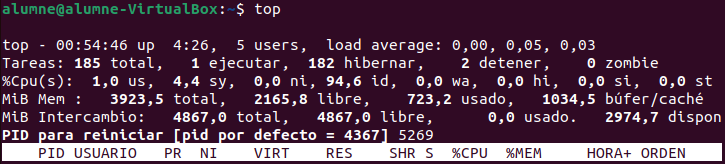 alumne@alumne-VirtualBox:~$ top
top - 00:54:46 up  4:26,  5 users,  load average: 0,00, 0,05, 0,03
Tareas: 185 total,   1 ejecutar, 182 hibernar,    2 detener,    0 zombie
%Cpu(s):  1,0 us,  4,4 sy,  0,0 ni, 94,6 id,  0,0 wa,  0,0 hi,  0,0 si,  0,0 st
MiB Mem :   3923,5 total,   2165,8 libre,    723,2 usado,   1034,5 búfer/caché
MiB Intercambio:   4867,0 total,   4867,0 libre,      0,0 usado.   2974,7 dispon
PID para reiniciar [pid por defecto = 4367] 5269
PID USUARIO   PR  NI    VIRT    RES    SHR S  %CPU  %MEM     HORA+ ORDEN